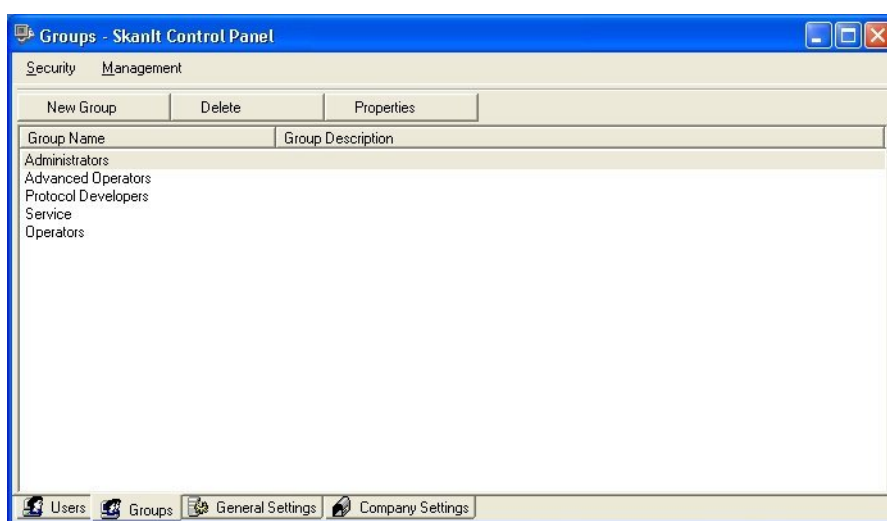 Groups - SkanIt Control Panel
Security Management
New Group Delete Properties
Group Name Group Description
Administrators
Advanced Operators
Protocol Developers
Service
Operators
Users Groups General Settings Company Settings